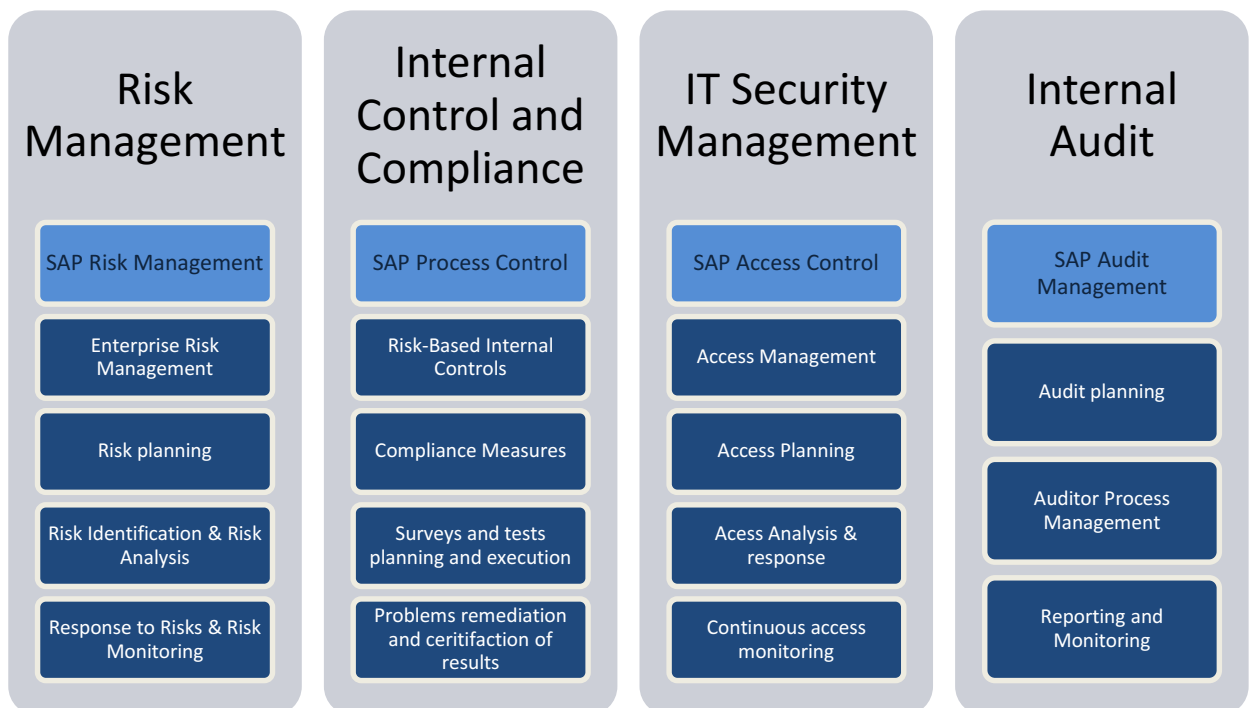 Risk
Management
SAP Risk Management
Enterprise Risk
Management
Risk planning
Risk Identification & Risk
Analysis
Response to Risks & Risk
Monitoring
Internal
Control and
Compliance
SAP Process Control
Risk-Based Internal
Controls
Compliance Measures
Surveys and tests
planning and execution
Problems remediation
and ceritifaction of
results
IT Security
Management
SAP Access Control
Access Management
Access Planning
Acess Analysis &
response
Continuous access
monitoring
Internal
Audit
SAP Audit
Management
Audit planning
Auditor Process
Management
Reporting and
Monitoring